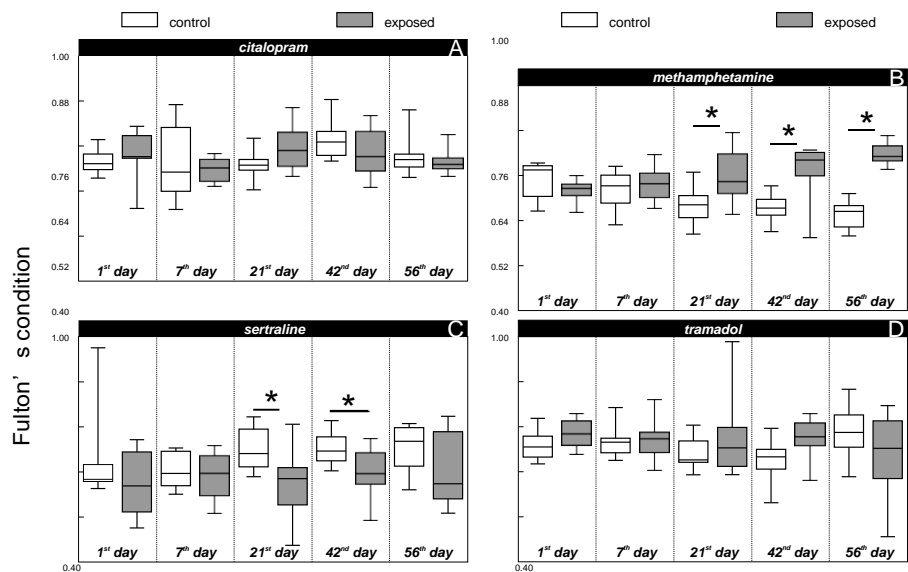 control exposed control exposed
citalopram A
methamphetamine B
1.00 1.00
0.88 0.88
0.76 0.76
0.64 0.64
0.52 0.52
0.40 0.40
1st day 7th day 21st day 42nd day 56th day
* * *
1st day 7th day 21st day 42nd day 56th day
Fulton' s condition
sertraline C
tramadol D
1.00 1.00
* *
1st day 7th day 21st day 42nd day 56th day
1st day 7th day 21st day 42nd day 56th day
0.40